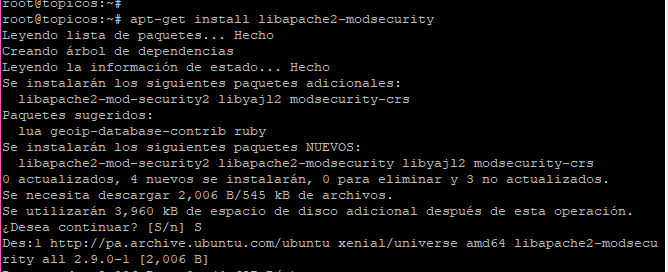 root@topicos:~#
root@topicos:~# apt-get install libapache2-modsecurity
Leyendo lista de paquetes... Hecho
Creando árbol de dependencias
Leyendo la información de estado... Hecho
Se instalarán los siguientes paquetes adicionales:
  libapache2-mod-security2 libyajl2 modsecurity-crs
Paquetes sugeridos:
  lua geoip-database-contrib ruby
Se instalarán los siguientes paquetes NUEVOS:
  libapache2-mod-security2 libapache2-modsecurity libyajl2 modsecurity-crs
0 actualizados, 4 nuevos se instalarán, 0 para eliminar y 3 no actualizados.
Se necesita descargar 2,006 B/545 kB de archivos.
Se utilizarán 3,960 kB de espacio de disco adicional después de esta operación.
¿Desea continuar? [S/n] S
Des:1 http://pa.archive.ubuntu.com/ubuntu xenial/universe amd64 libapache2-modsecu
rity all 2.9.0-1 [2,006 B]